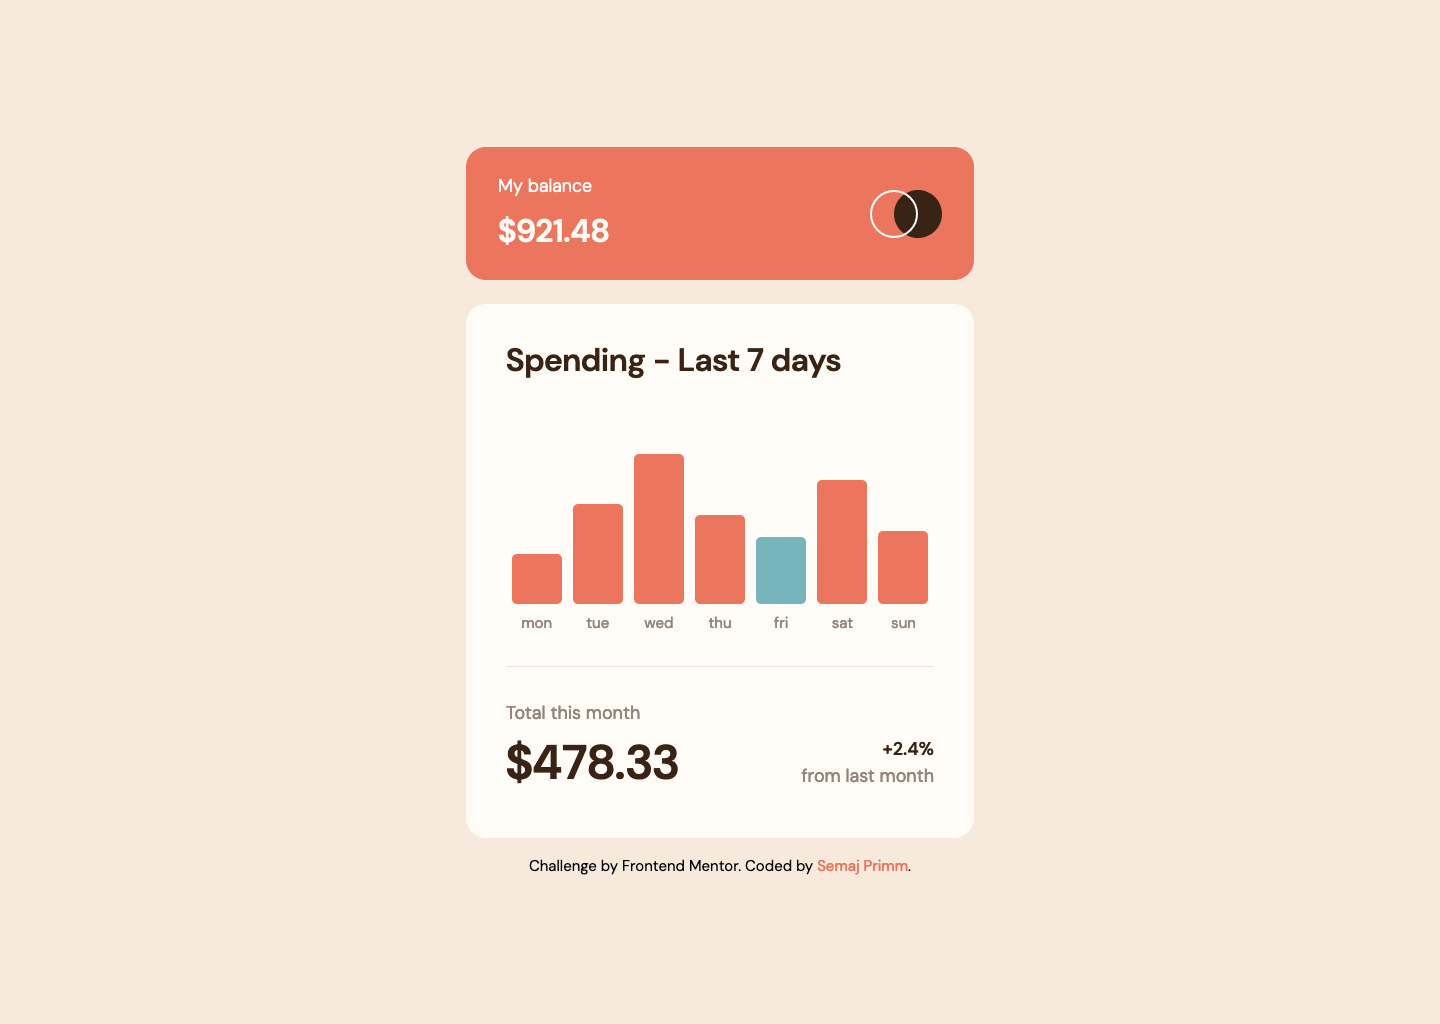 My balance
$921.48
Spending - Last 7 days
mon tue wed thu fri sat sun
Total this month
$478.33
+2.4%
from last month
Challenge by Frontend Mentor. Coded by Semaj Primm.